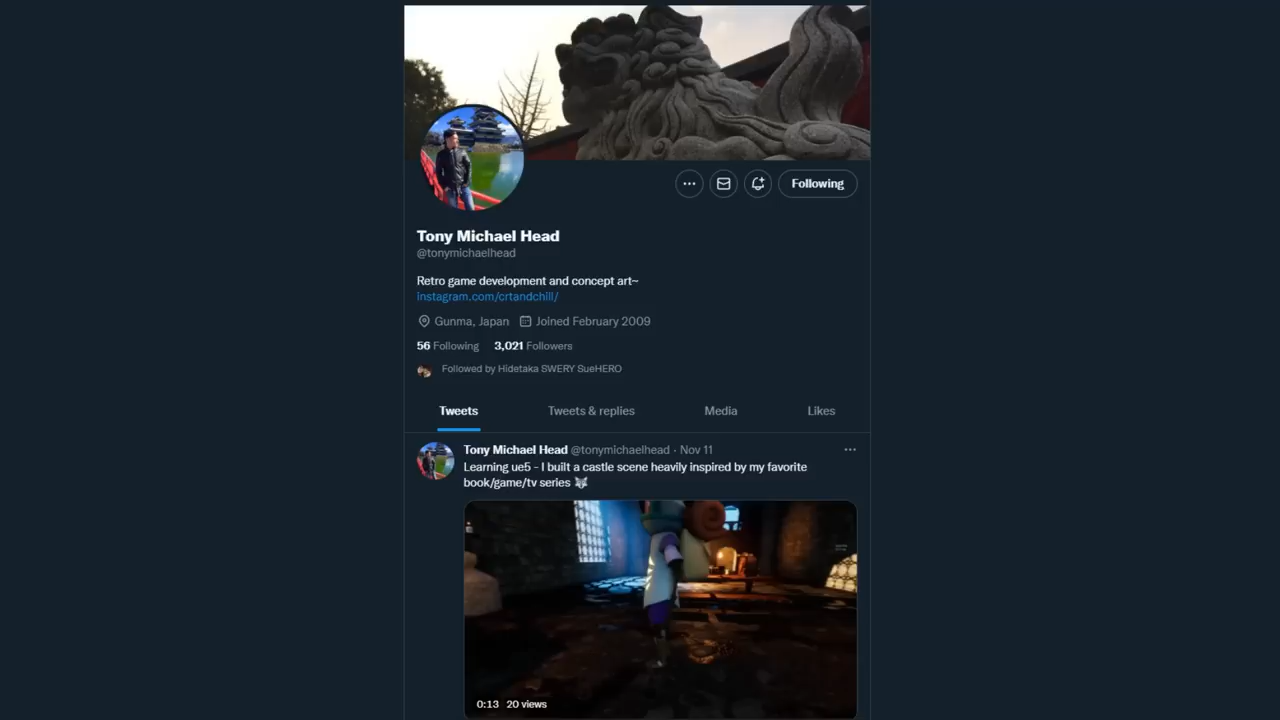 Following
Tony Michael Head
@tonymichaelhead
Retro game development and concept art~
instagram.com/crtandchill/
Gunma, Japan Joined February 2009
56 Following 3,021 Followers
Followed by Hidetaka SWERY SueHERO
Tweets Tweets & replies Media Likes
Tony Michael Head @tonymichaelhead · Nov 11
Learning ue5 - I built a castle scene heavily inspired by my favorite
book/game/tv series 🐺
0:13 20 views